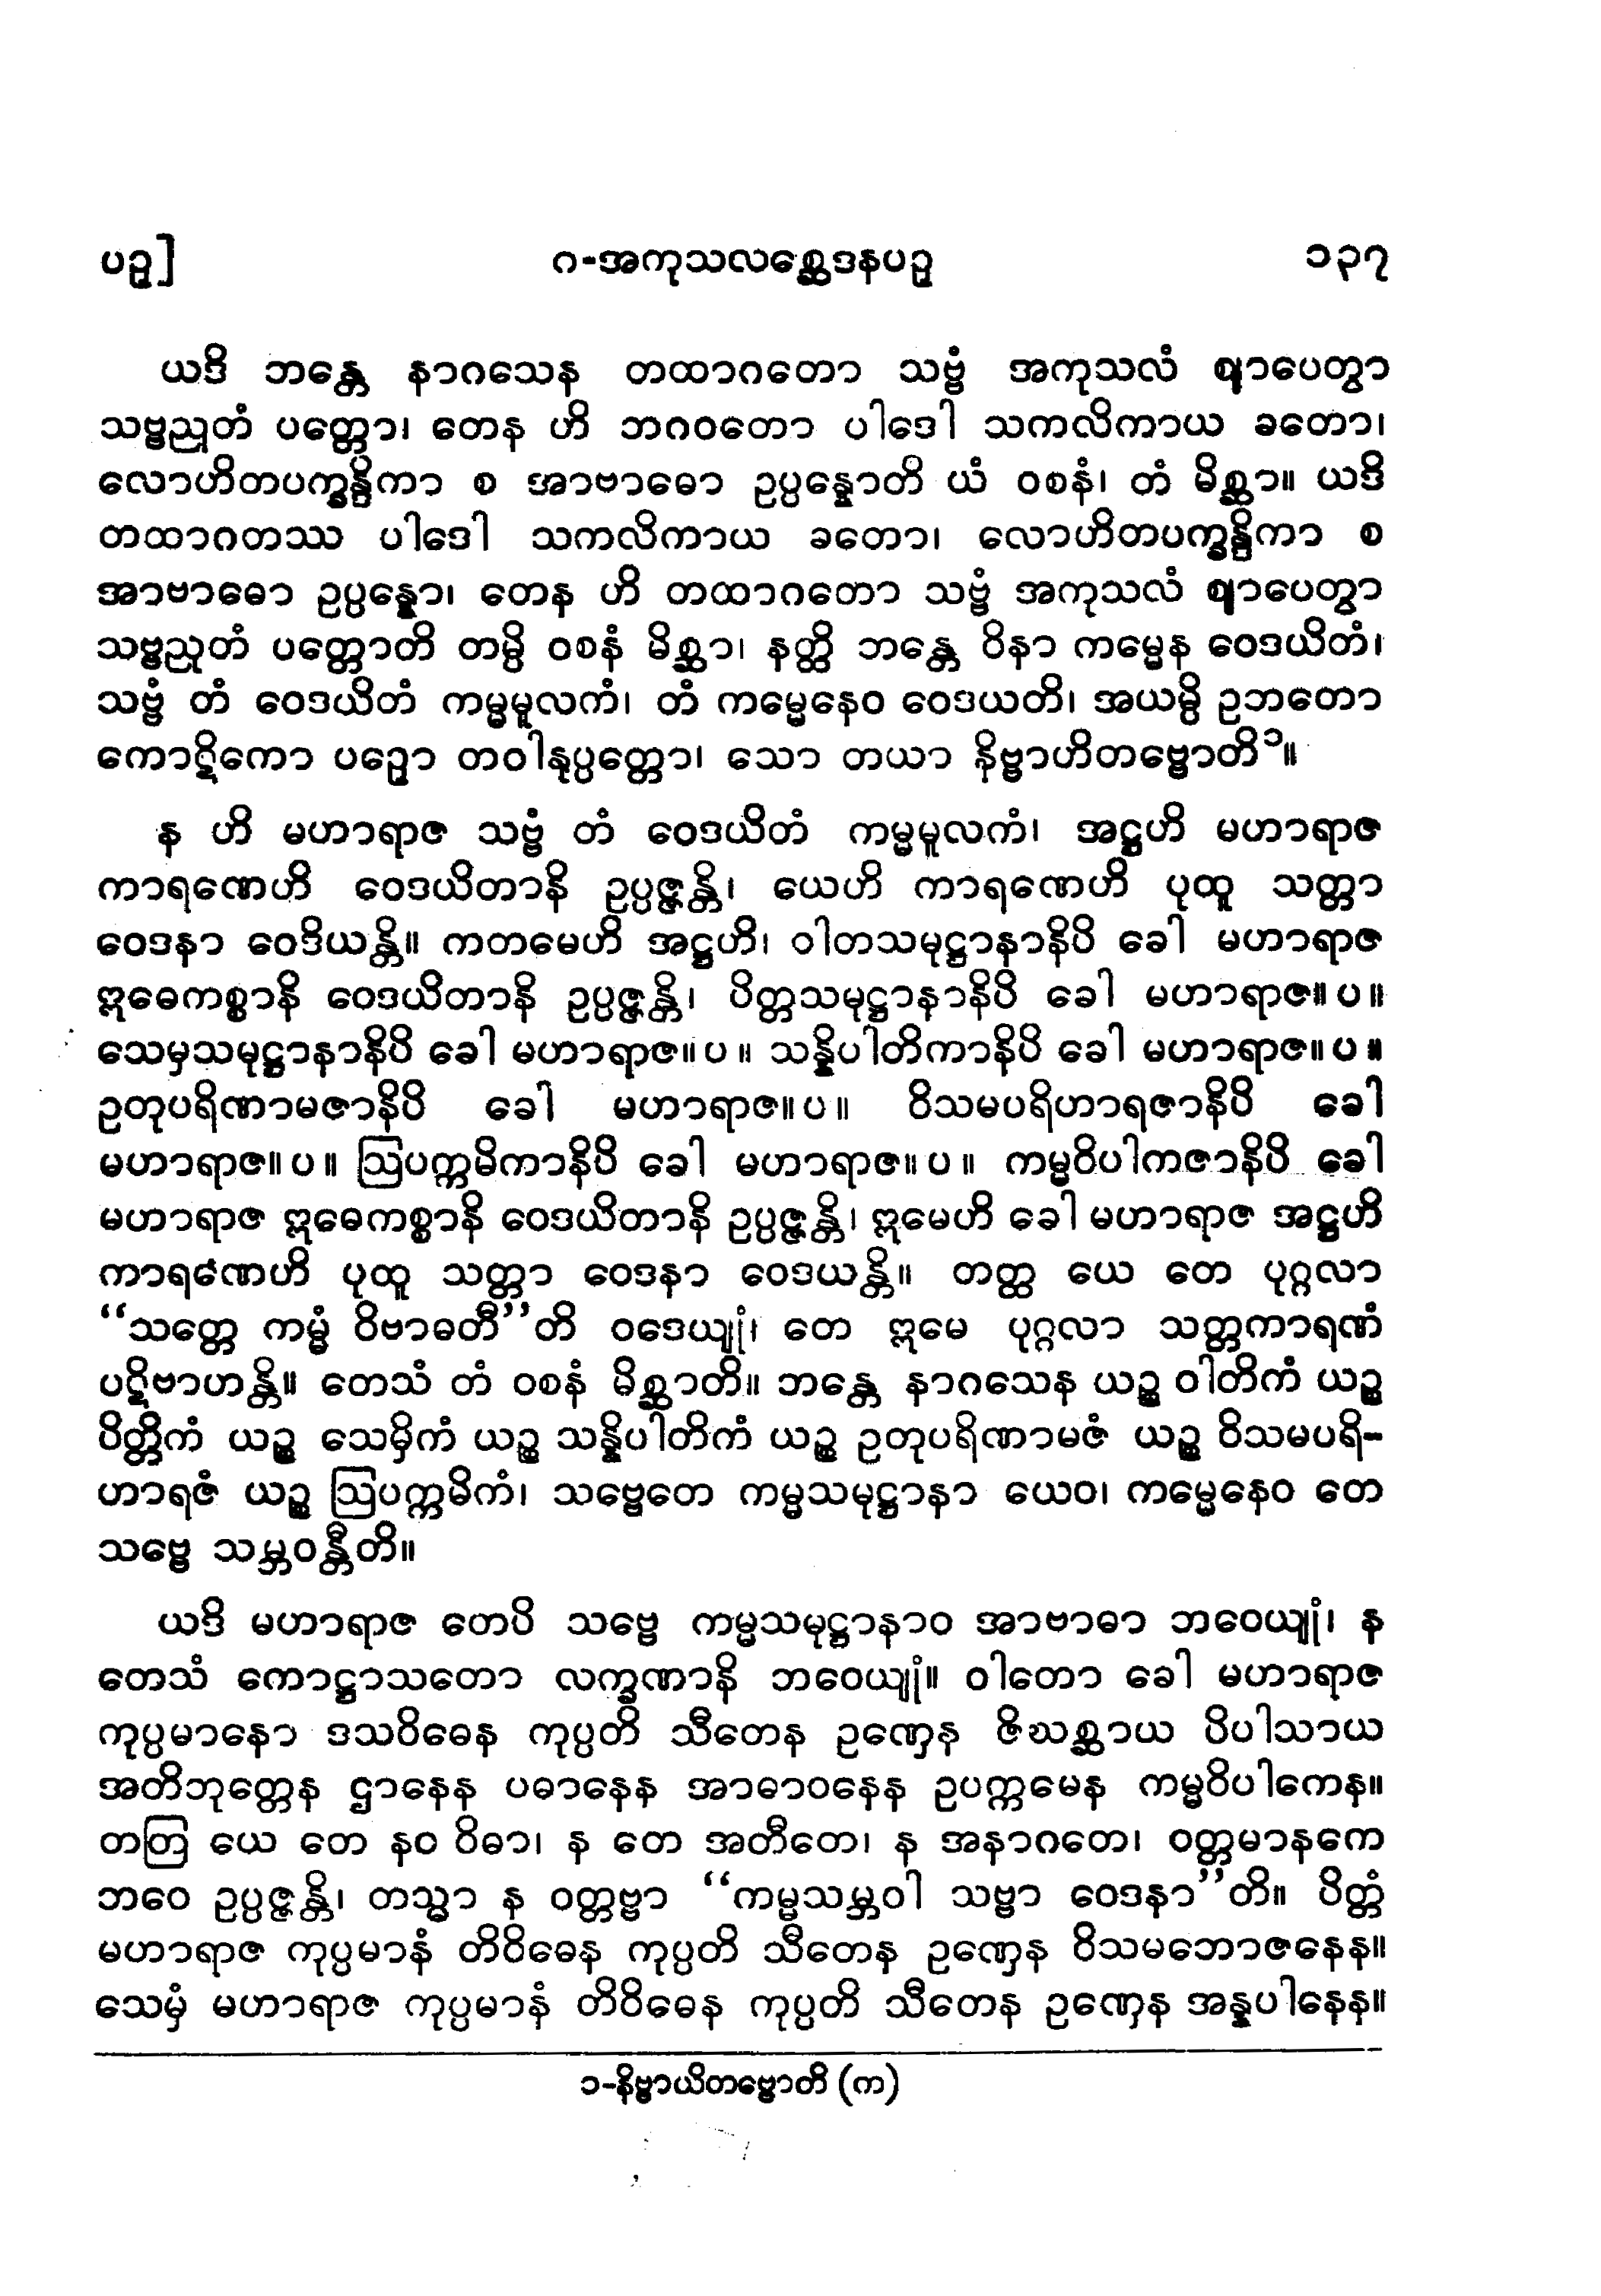 ပဉှ]	ဂ-အကုသလစ္ဆေဒနပဉှ	၁၃၇
ယဒိ ဘန္တေ နာဂသေန တထာဂတော သဗ္ဗံ အကုသလံ ဈာပေတွာ
သဗ္ဗညုတံ ပတ္တော၊ တေန ဟိ ဘဂဝတော ပါဒေါ သကလိကာယ ခတော၊
လောဟိတပက္ခန္ဒိကာ စ အာဗာဓော ဥပ္ပန္နောတိ ယံ ဝစနံ၊ တံ မိစ္ဆာ။ ယဒိ
တထာဂတဿ ပါဒေါ သကလိကာယ ခတော၊ လောဟိတပက္ခန္ဒိကာ စ
အာဗာဓော ဥပ္ပန္နော၊ တေန ဟိ တထာဂတော သဗ္ဗံ အကုသလံ ဈာပေတွာ
သဗ္ဗညုတံ ပတ္တောတိ တမ္ပိ ဝစနံ မိစ္ဆာ၊ နတ္ထိ ဘန္တေ ဝိနာ ကမ္မေန ဝေဒယိတံ၊
သဗ္ဗံ တံ ဝေဒယိတံ ကမ္မမူလကံ၊ တံ ကမ္မေနေဝ ဝေဒယတိ၊ အယမ္ပိ ဥဘတော
ကောဋိကော ပဉှော တဝါနုပ္ပတ္တော၊ သော တယာ နိဗ္ဗာဟိတဗ္ဗောတိ၁။
န ဟိ မဟာရာဇ သဗ္ဗံ တံ ဝေဒယိတံ ကမ္မမူလကံ၊ အဋ္ဌဟိ မဟာရာဇ
ကာရဏေဟိ ဝေဒယိတာနိ ဥပ္ပဇ္ဇန္တိ၊ ယေဟိ ကာရဏေဟိ ပုထူ သတ္တာ
ဝေဒနာ ဝေဒိယန္တိ။ ကတမေဟိ အဋ္ဌဟိ၊ ဝါတသမုဋ္ဌာနာနိပိ ခေါ မဟာရာဇ
ဣဓေကစ္စာနိ ဝေဒယိတာနိ ဥပ္ပဇ္ဇန္တိ၊ ပိတ္တသမုဋ္ဌာနာနိပိ ခေါ မဟာရာဇ။ပ။
သေမှသမုဋ္ဌာနာနိပိ ခေါ မဟာရာဇ။ပ။ သန္နိပါတိကာနိပိ ခေါ မဟာရာဇ။ပ။
ဥတုပရိဏာမဇာနိပိ ခေါ မဟာရာဇ။ပ။ ဝိသမပရိဟာရဇာနိပိ ခေါ
မဟာရာဇ။ပ။ ဩပက္ကမိကာနိပိ ခေါ မဟာရာဇ။ပ။ ကမ္မဝိပါကဇာနိပိ ခေါ
မဟာရာဇ ဣဓေကစ္စာနိ ဝေဒယိတာနိ ဥပ္ပဇ္ဇန္တိ၊ ဣမေဟိ ခေါ မဟာရာဇ အဋ္ဌဟိ
ကာရဏေဟိ ပုထူ သတ္တာ ဝေဒနာ ဝေဒယန္တိ။ တတ္ထ ယေ တေ ပုဂ္ဂလာ
“သတ္တေ ကမ္မံ ဝိဗာဓတီ”တိ ဝဒေယျုံ၊ တေ ဣမေ ပုဂ္ဂလာ သတ္တကာရဏံ
ပဋိဗာဟန္တိ။ တေသံ တံ ဝစနံ မိစ္ဆာတိ။ ဘန္တေ နာဂသေန ယဉ္စ ဝါတိကံ ယဉ္စ
ပိတ္တိကံ ယဉ္စ သေမှိကံ ယဉ္စ သန္နိပါတိကံ ယဉ္စ ဥတုပရိဏာမဇံ ယဉ္စ ဝိသမပရိ-
ဟာရဇံ ယဉ္စ ဩပက္ကမိကံ၊ သဗ္ဗေတေ ကမ္မသမုဋ္ဌာနာ ယေဝ၊ ကမ္မေနေဝ တေ
သဗ္ဗေ သမ္ဘဝန္တီတိ။
ယဒိ မဟာရာဇ တေပိ သဗ္ဗေ ကမ္မသမုဋ္ဌာနာဝ အာဗာဓာ ဘဝေယျုံ၊ န
တေသံ ကောဋ္ဌာသတော လက္ခဏာနိ ဘဝေယျုံ။ ဝါတော ခေါ မဟာရာဇ
ကုပ္ပမာနော ဒသဝိဓေန ကုပ္ပတိ သီတေန ဥဏှေန ဇိဃစ္ဆာယ ပိပါသာယ
အတိဘုတ္တေန ဌာနေန ပဓာနေန အာဓာဝနေန ဥပက္ကမေန ကမ္မဝိပါကေန။
တတြ ယေ တေ နဝ ဝိဓာ၊ န တေ အတီတေ၊ န အနာဂတေ၊ ဝတ္တမာနကေ
ဘဝေ ဥပ္ပဇ္ဇန္တိ၊ တသ္မာ န ဝတ္တဗ္ဗာ “ကမ္မသမ္ဘဝါ သဗ္ဗာ ဝေဒနာ”တိ။ ပိတ္တံ
မဟာရာဇ ကုပ္ပမာနံ တိဝိဓေန ကုပ္ပတိ သီတေန ဥဏှေန ဝိသမဘောဇနေန။
သေမှံ မဟာရာဇ ကုပ္ပမာနံ တိဝိဓေန ကုပ္ပတိ သီတေန ဥဏှေန အန္နပါနေန။
၁-နိဗ္ဗာယိတဗ္ဗောတိ (က)